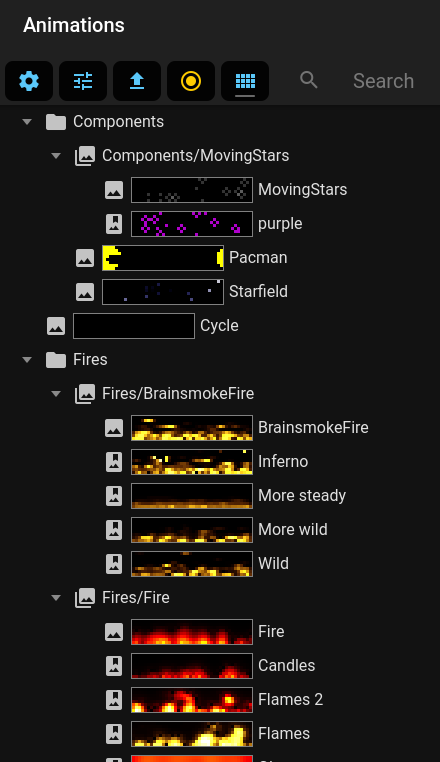 Animations
Search
Components
Components/MovingStars
MovingStars
purple
Pacman
Starfield
Cycle
Fires
Fires/BrainsmokeFire
BrainsmokeFire
Inferno
More steady
More wild
Wild
Fires/Fire
Fire
Candles
Flames 2
Flames